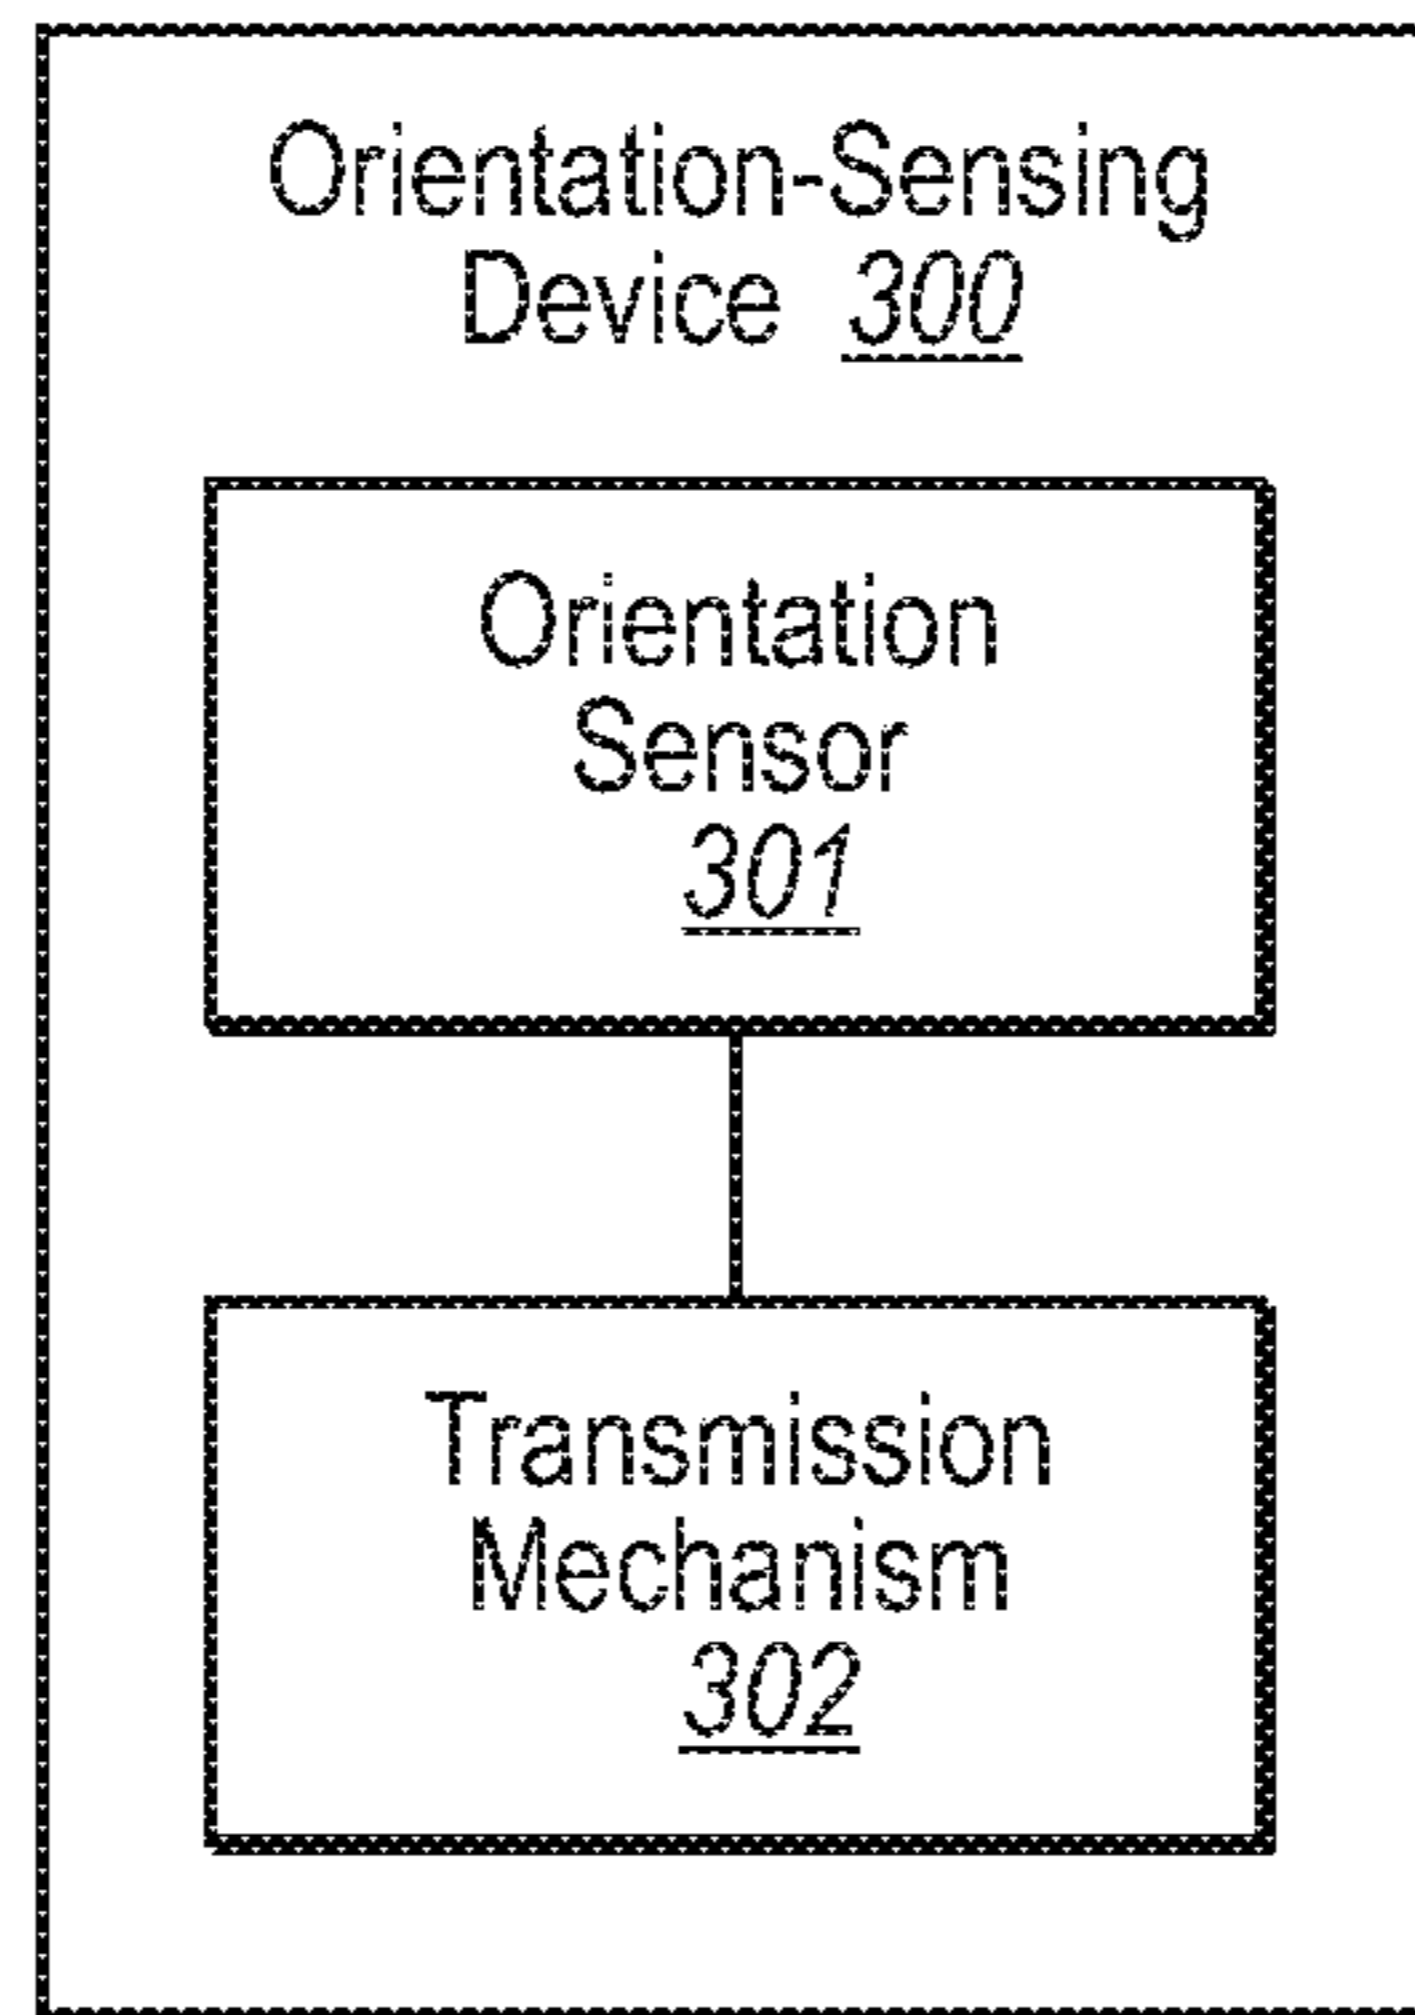 Orientation-Sensing
Device 300
Orientation
Sensor
301
Transmission
Mechanism
302